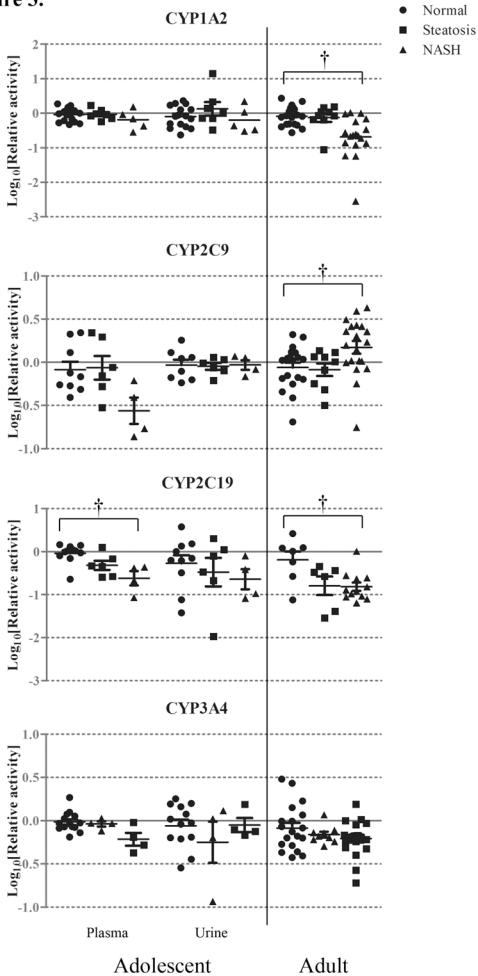 CYP1A2
Normal
Steatosis
NASH
Log10[Relative activity]
2
1
0
-1
-2
-3
†
CYP2C9
Log10[Relative activity]
1.0
0.5
0.0
-0.5
-1.0
†
CYP2C19
Log10[Relative activity]
1
0
-1
-2
-3
†
†
CYP3A4
Log10[Relative activity]
1.0
0.5
0.0
-0.5
-1.0
Plasma Urine
Adolescent Adult